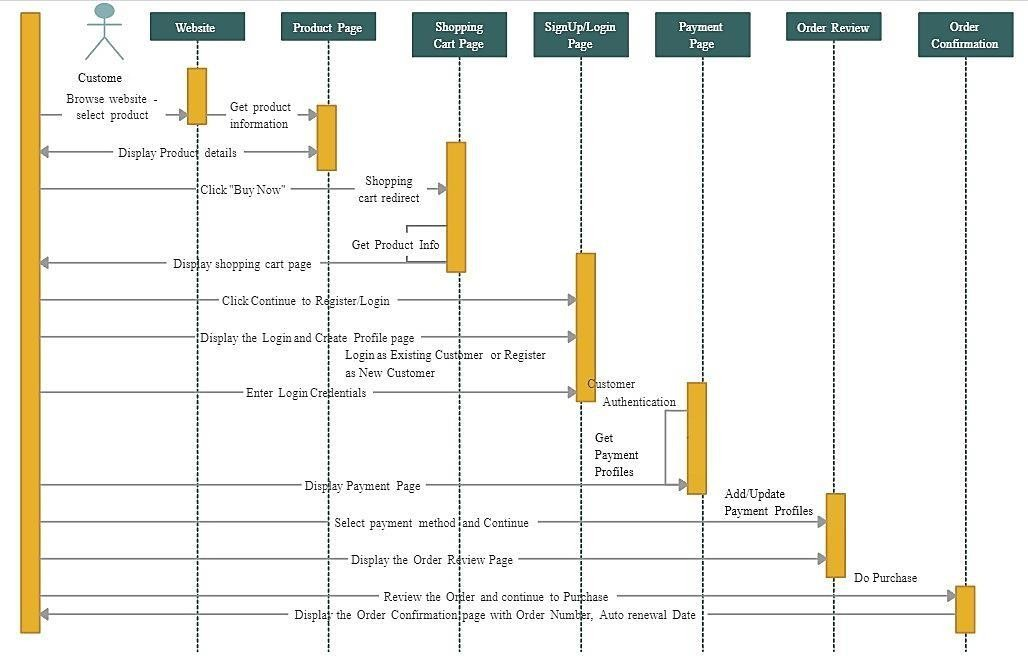 Website
Product Page
Shopping
Cart Page
SignUp/Login
Page
Payment
Page
Order Review
Order
Confirmation
Custome
Browse website -
select product
Get product
information
Display Product details
Click "Buy Now"
Shopping
cart redirect
Get Product Info
Display shopping cart page
Click Continue to Register/Login
Display the Login and Create Profile page
Login as Existing Customer or Register
as New Customer
Enter Login Credentials
Customer
Authentication
Get
Payment
Profiles
Display Payment Page
Add/Update
Payment Profiles
Select payment method and Continue
Display the Order Review Page
Do Purchase
Review the Order and continue to Purchase
Display the Order Confirmation page with Order Number, Auto renewal Date